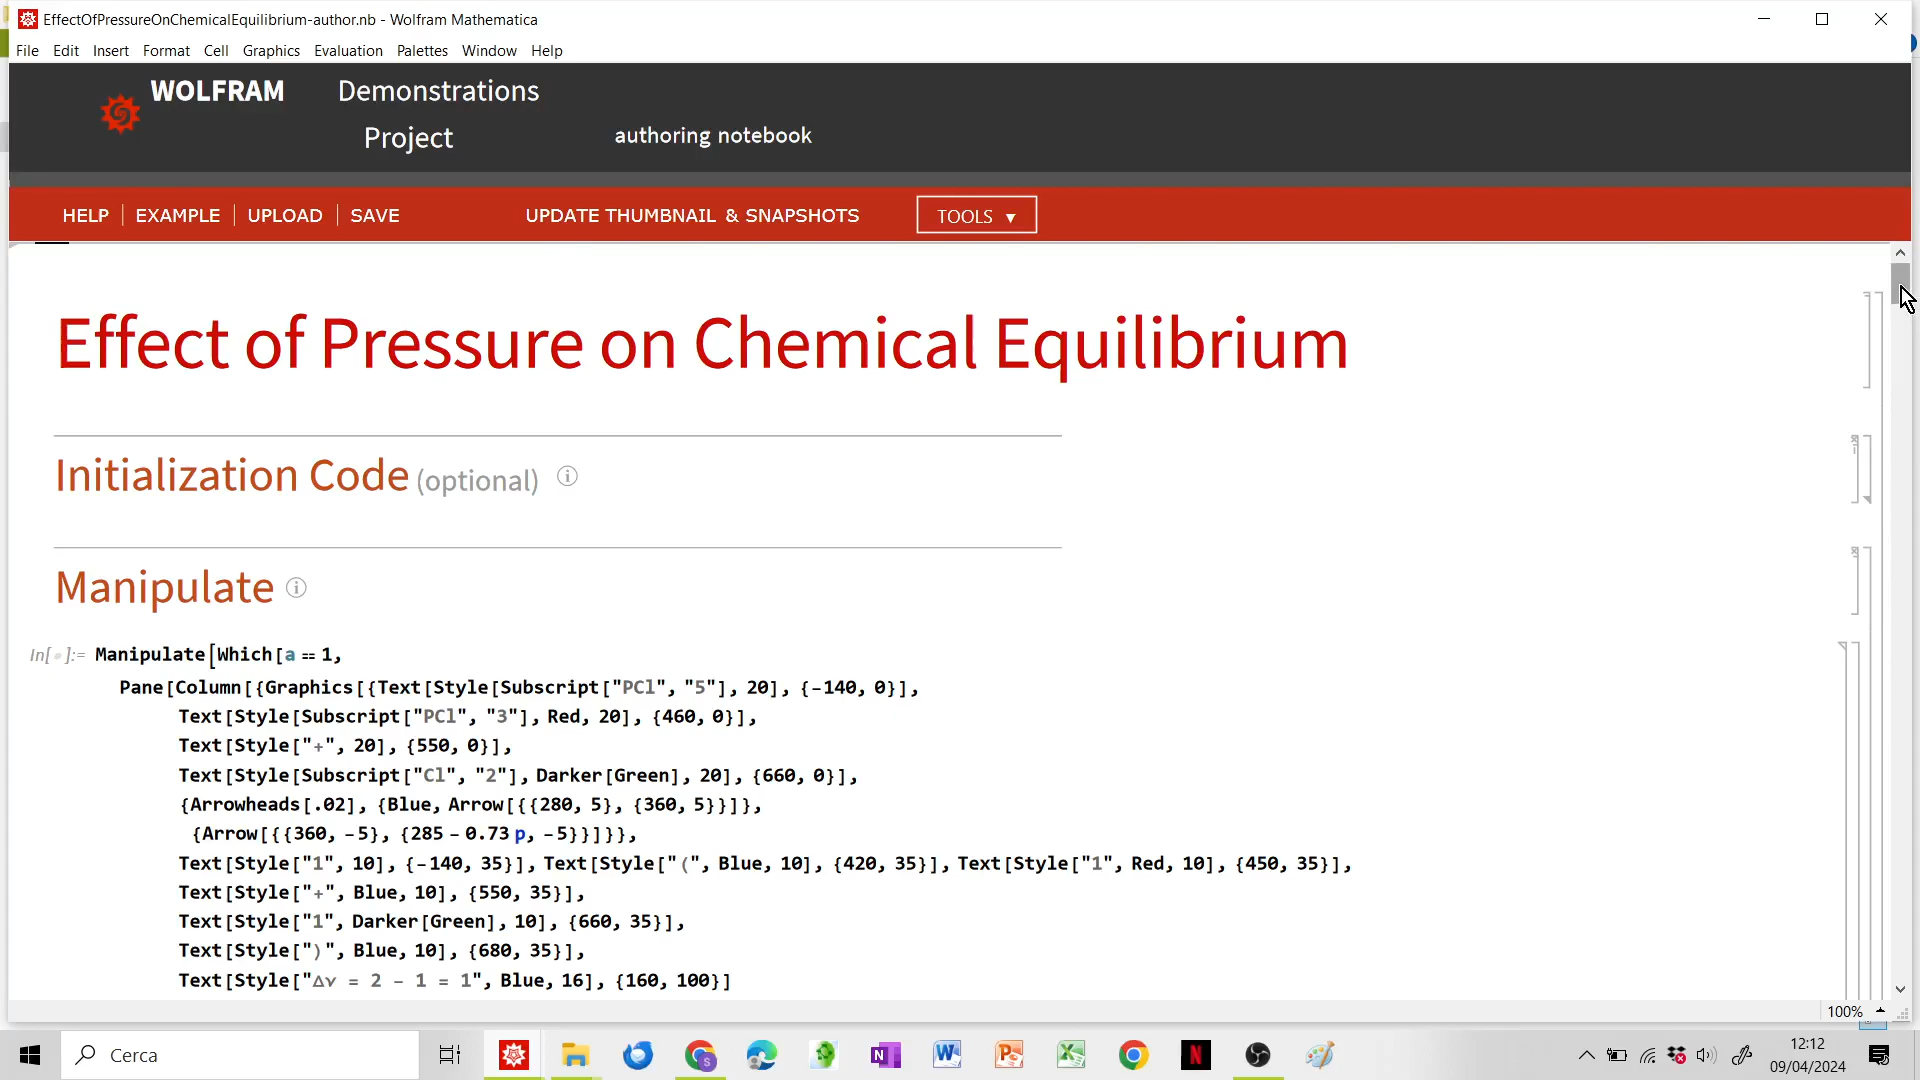 EffectOfPressureOnChemicalEquilibrium-author.nb - Wolfram Mathematica
File Edit Insert Format Cell Graphics Evaluation Palettes Window Help
WOLFRAM Demonstrations
Project authoring notebook
HELP EXAMPLE UPLOAD SAVE UPDATE THUMBNAIL & SNAPSHOTS TOOLS ▼
Effect of Pressure on Chemical Equilibrium
Initialization Code (optional)
Manipulate
In[ ]:= Manipulate[Which[a == 1,
Pane[Column[{Graphics[{Text[Style[Subscript["PCl", "5"], 20], {-140, 0}],
Text[Style[Subscript["PCl", "3"], Red, 20], {460, 0}],
Text[Style["+", 20], {550, 0}],
Text[Style[Subscript["Cl", "2"], Darker[Green], 20], {660, 0}],
{Arrowheads[.02], {Blue, Arrow[{{280, 5}, {360, 5}}]},
{Arrow[{{360, -5}, {285 - 0.73 p, -5}}]}},
Text[Style["1", 10], {-140, 35}], Text[Style["(", Blue, 10], {420, 35}], Text[Style["1", Red, 10], {450, 35}],
Text[Style["+", Blue, 10], {550, 35}],
Text[Style["1", Darker[Green], 10], {660, 35}],
Text[Style[")", Blue, 10], {680, 35}],
Text[Style["Δν = 2 - 1 = 1", Blue, 16], {160, 100}]
100%
Cerca
12:12
09/04/2024